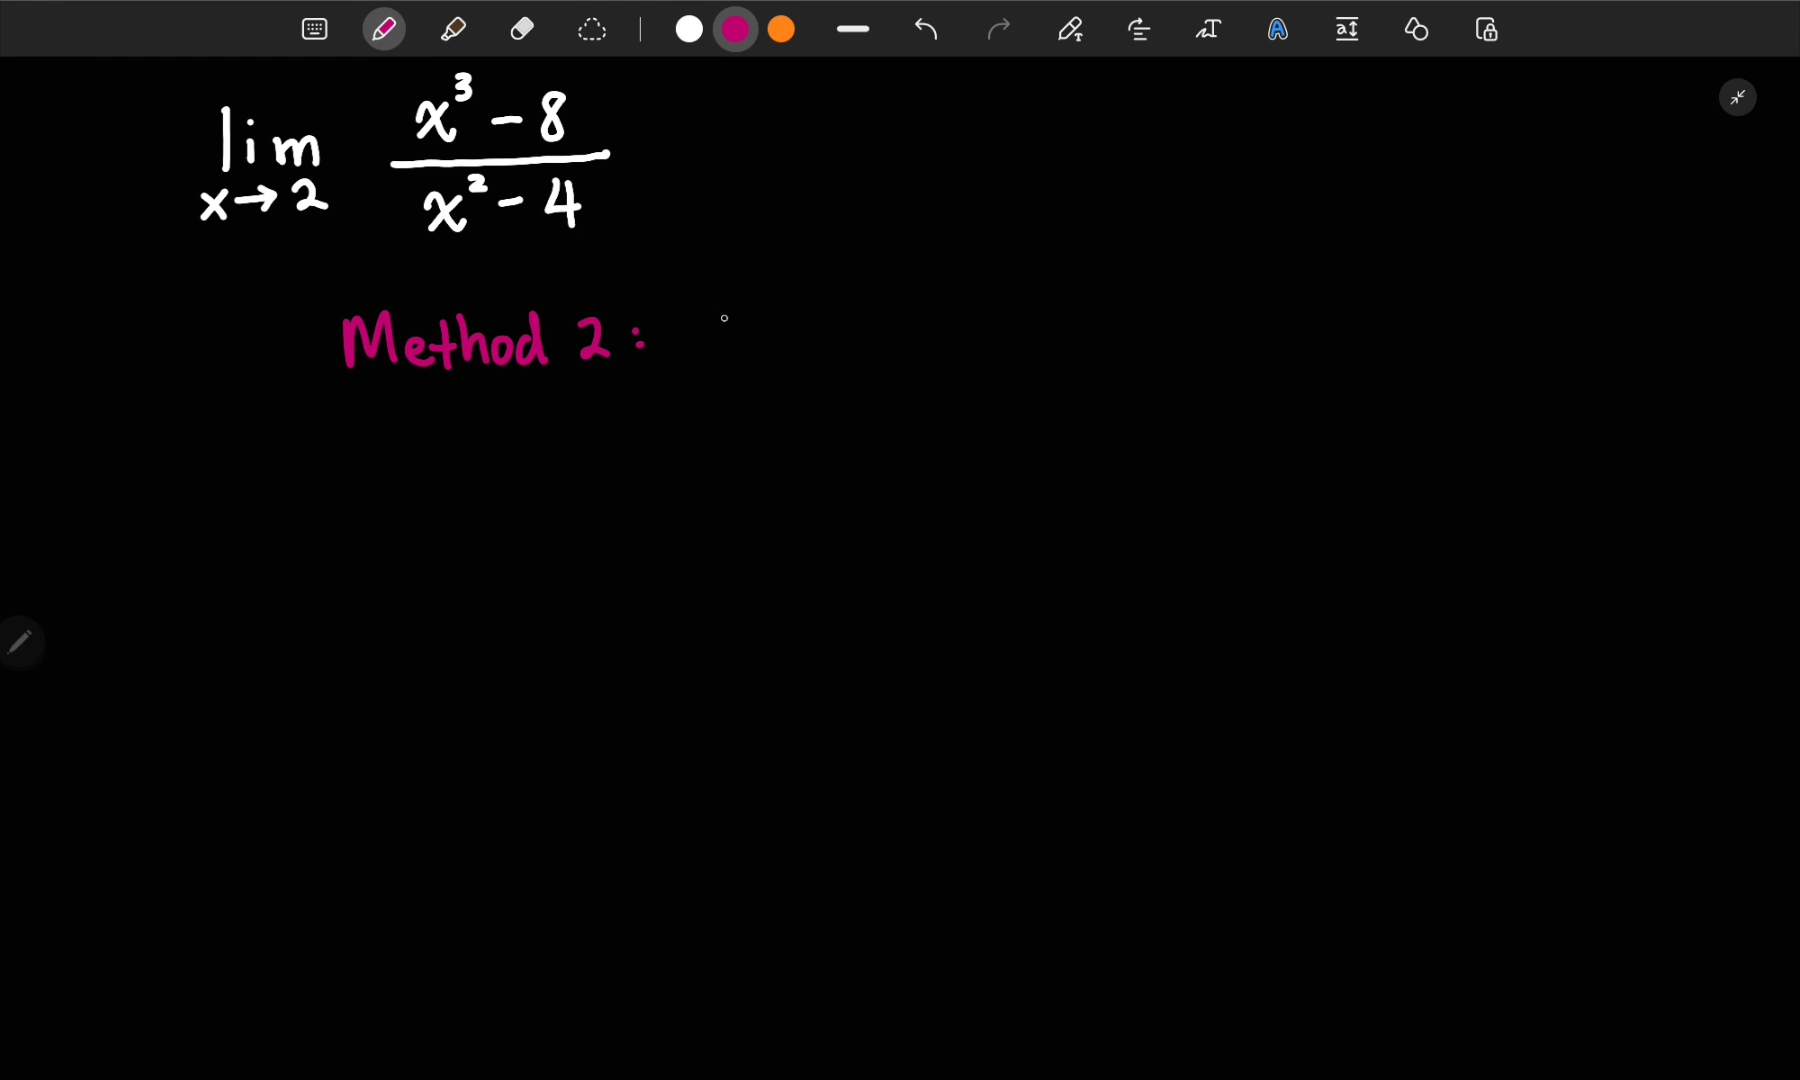 lim x³ - 8
x→2 x² - 4
Method 2: